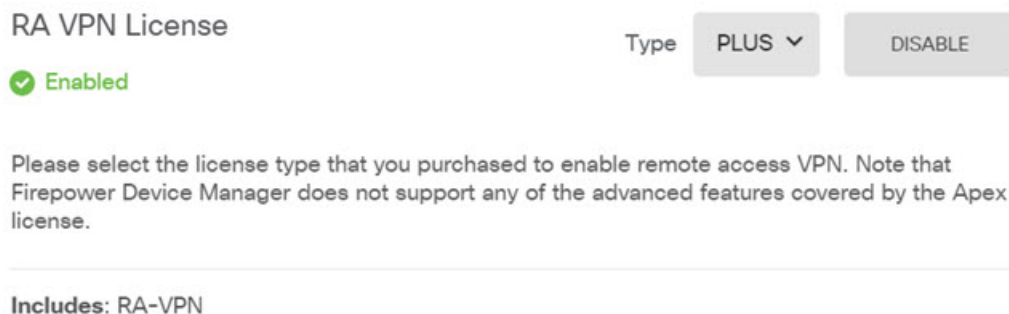 RA VPN License
Type PLUS DISABLE
Enabled
Please select the license type that you purchased to enable remote access VPN. Note that
Firepower Device Manager does not support any of the advanced features covered by the Apex
license.
Includes: RA-VPN